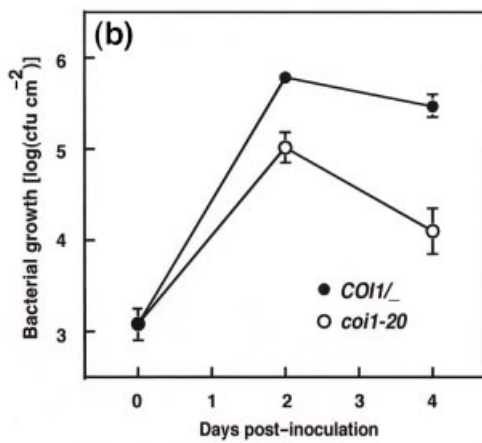 (b)
Bacterial growth [log(cfu cm⁻²)]
6
5
4
3
COI1/_
coi1-20
0 1 2 3 4
Days post-inoculation